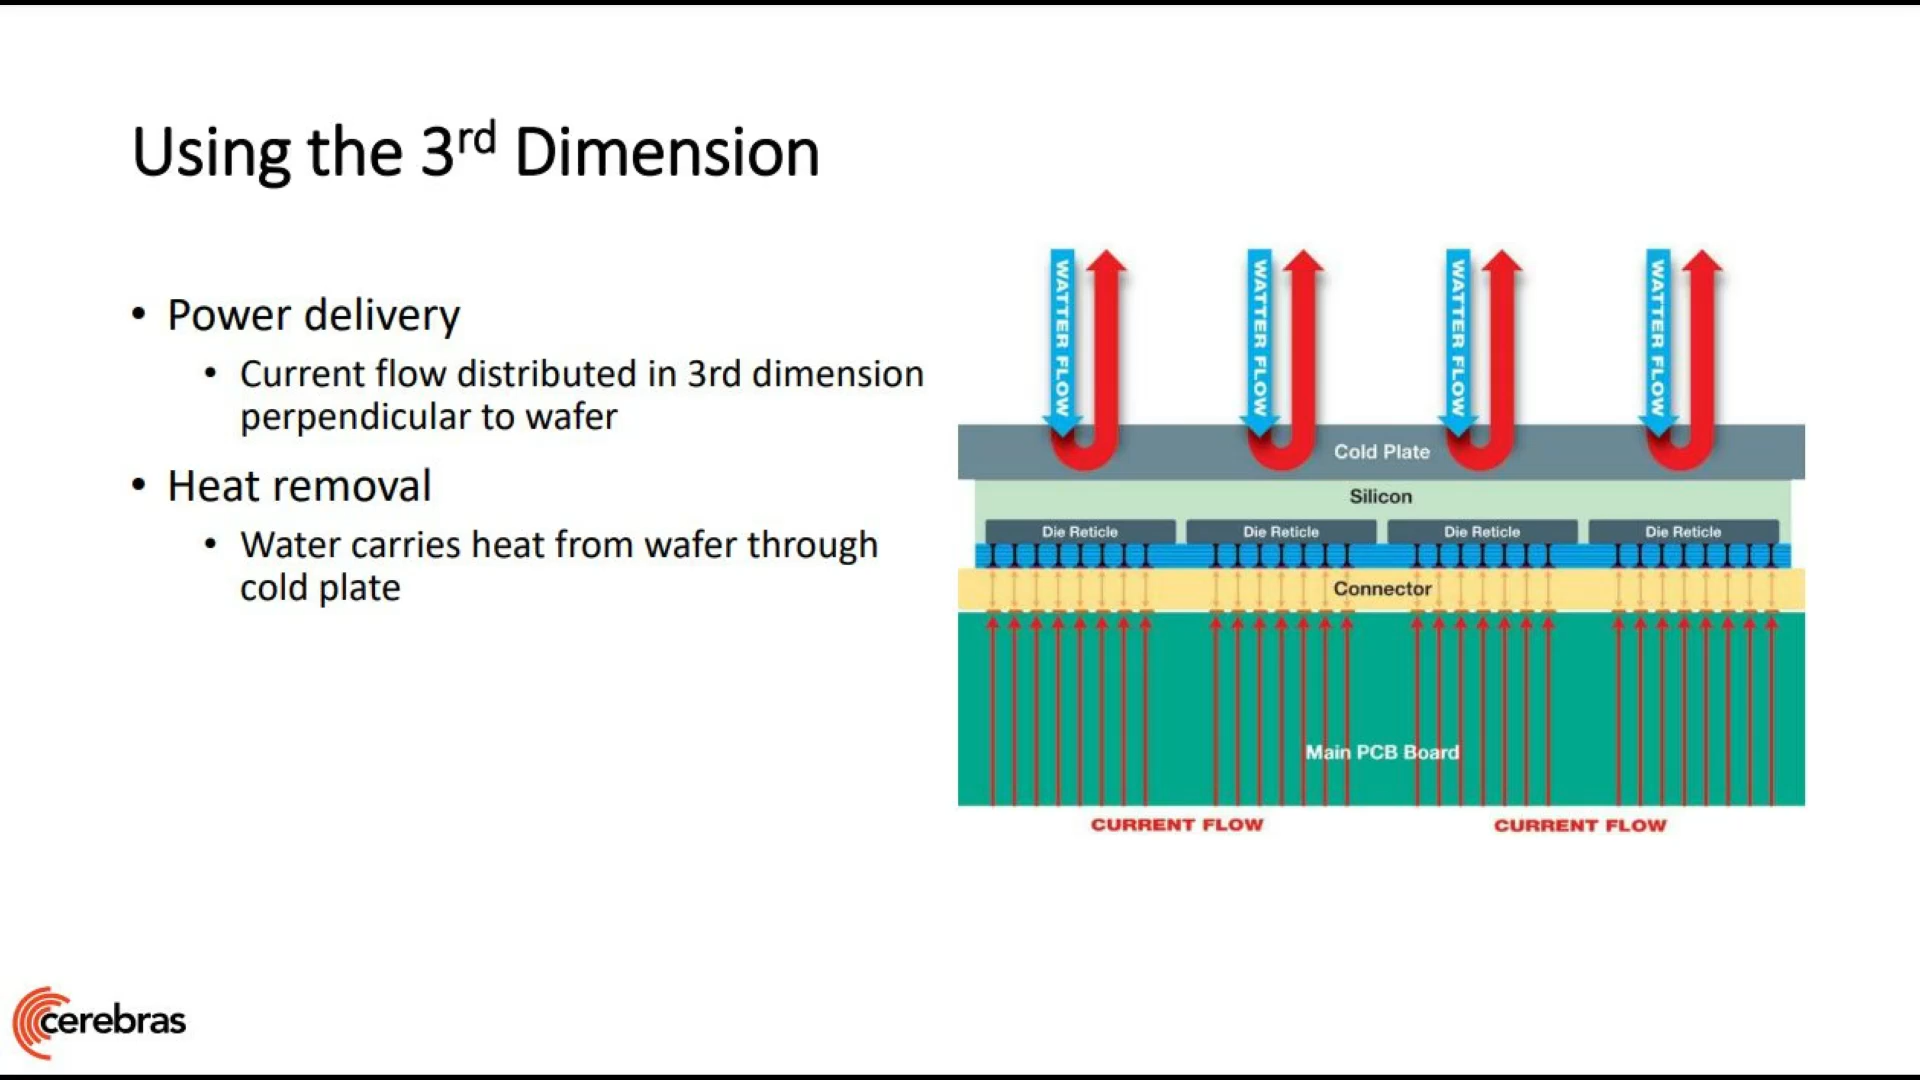 Using the 3rd Dimension
• Power delivery
• Current flow distributed in 3rd dimension
perpendicular to wafer
• Heat removal
• Water carries heat from wafer through
cold plate
WATTER FLOW
WATTER FLOW
WATTER FLOW
WATTER FLOW
Cold Plate
Silicon
Die Reticle
Die Reticle
Die Reticle
Die Reticle
Connector
Main PCB Board
CURRENT FLOW
CURRENT FLOW
cerebras